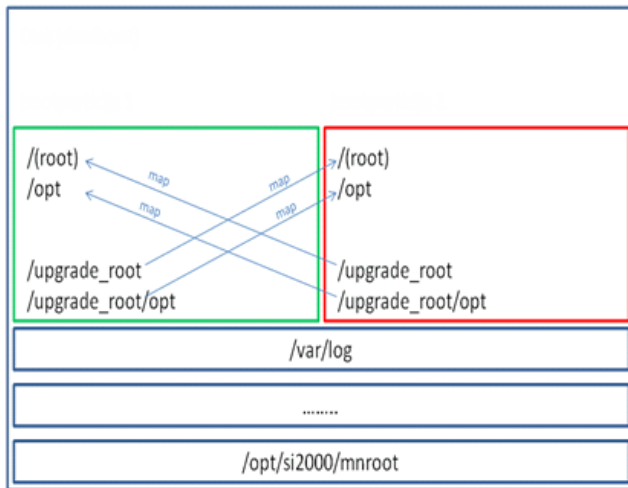 /(root)
/opt
/upgrade_root
/upgrade_root/opt
map
map
map
map
/(root)
/opt
/upgrade_root
/upgrade_root/opt
/var/log
........
/opt/si2000/mnroot